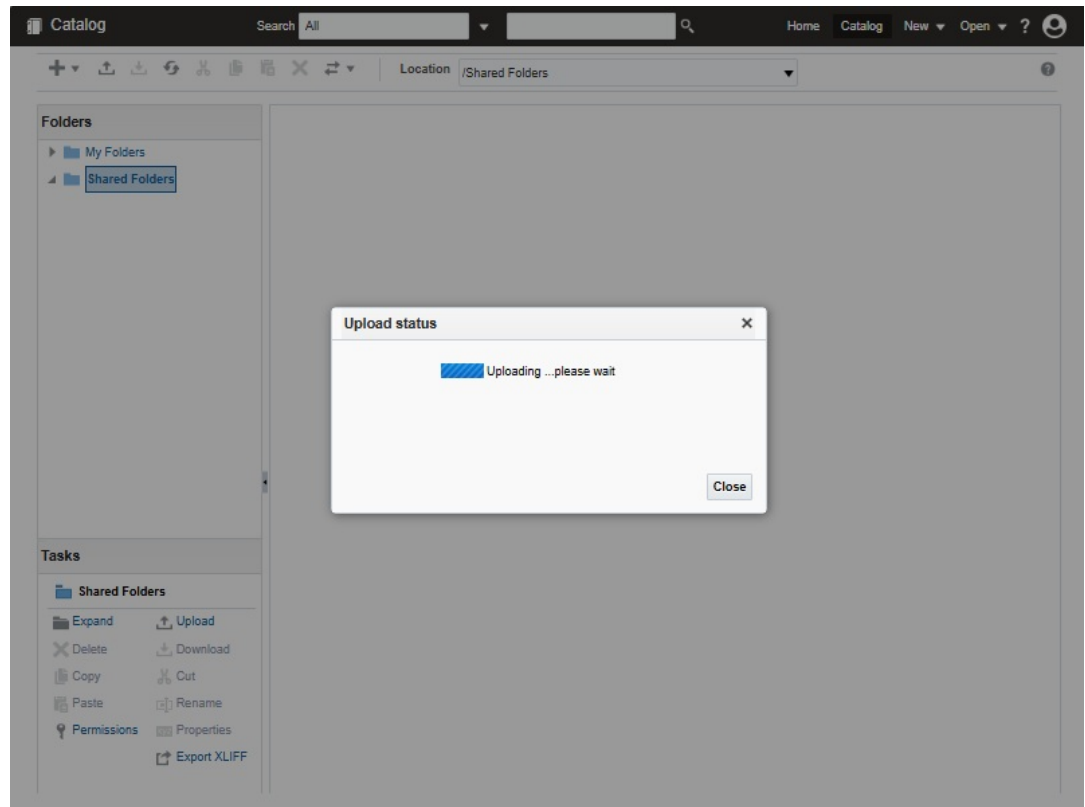 Catalog Search All Home Catalog New Open ?
Location /Shared Folders
Folders
My Folders
Shared Folders
Upload status
Uploading ...please wait
Close
Tasks
Shared Folders
Expand Upload
Delete Download
Copy Cut
Paste Rename
Permissions Properties
Export XLIFF